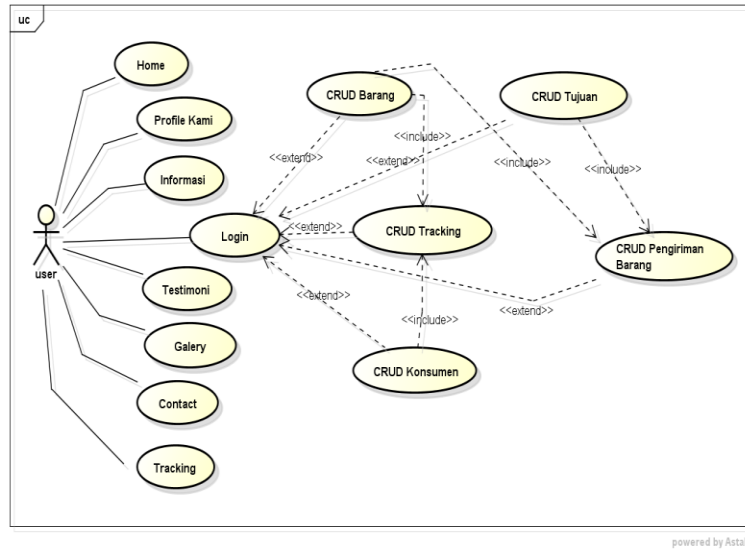 uc
Home
CRUD Barang
CRUD Tujuan
Profile Kami
<<include>>
<<extend>>
<<extend>>
<<include>>
<<include>>
Informasi
<<extend>>
Login
CRUD Tracking
CRUD Pengiriman
Barang
user
Testimoni
<<extend>>
<<extend>>
<<include>>
Galery
CRUD Konsumen
Contact
Tracking
powered by Asta